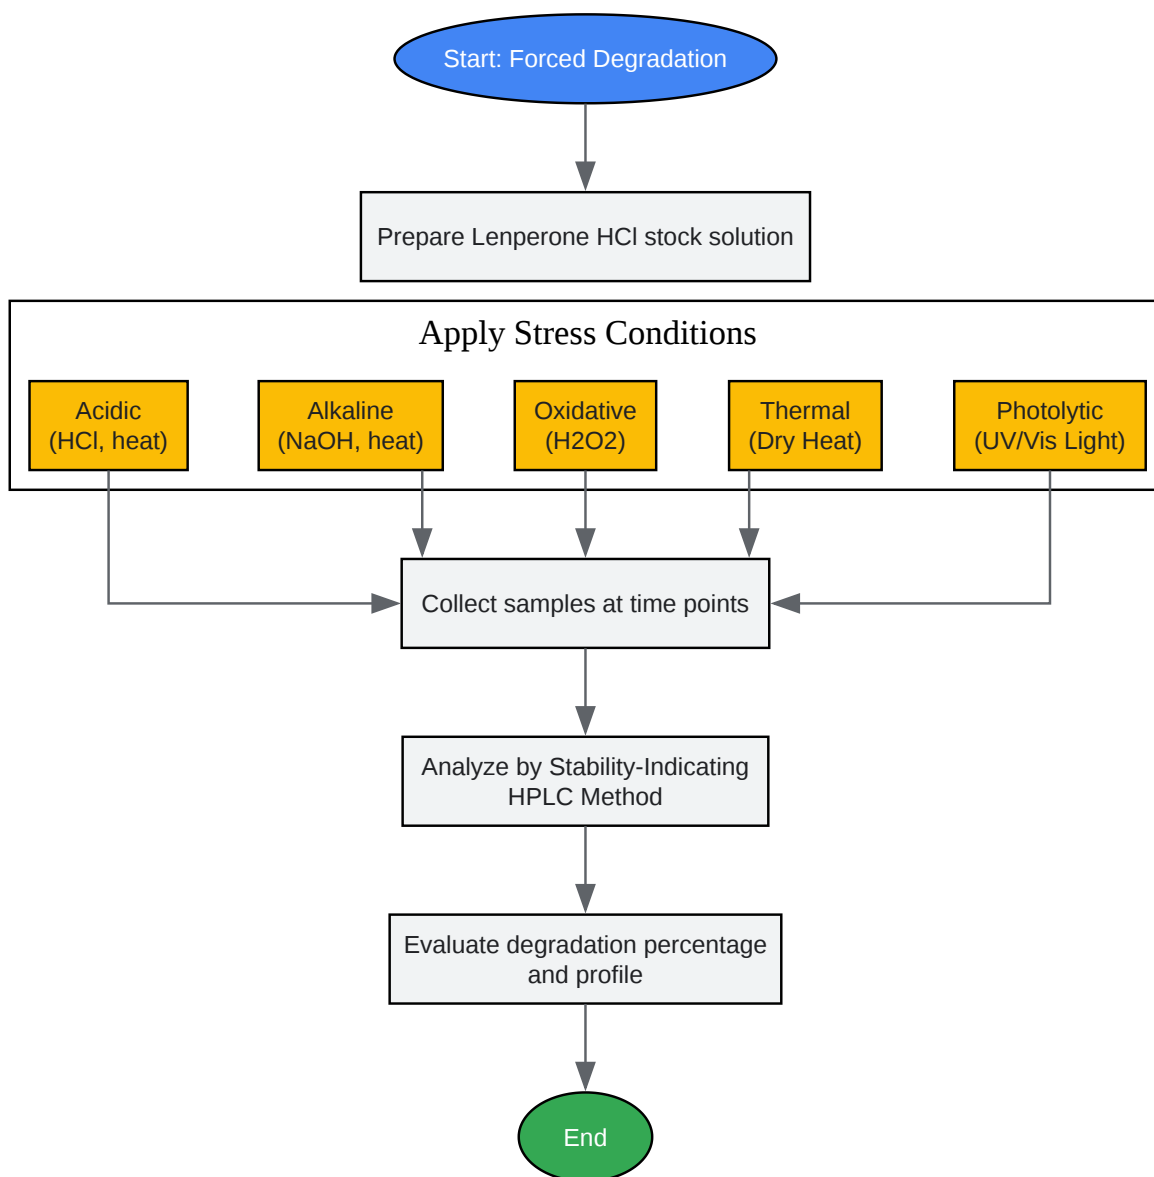 Start: Forced Degradation
Prepare Lenperone HCl stock solution
Apply Stress Conditions
Acidic
(HCl, heat)
Alkaline
(NaOH, heat)
Oxidative
(H2O2)
Thermal
(Dry Heat)
Photolytic
(UV/Vis Light)
Collect samples at time points
Analyze by Stability-Indicating
HPLC Method
Evaluate degradation percentage
and profile
End